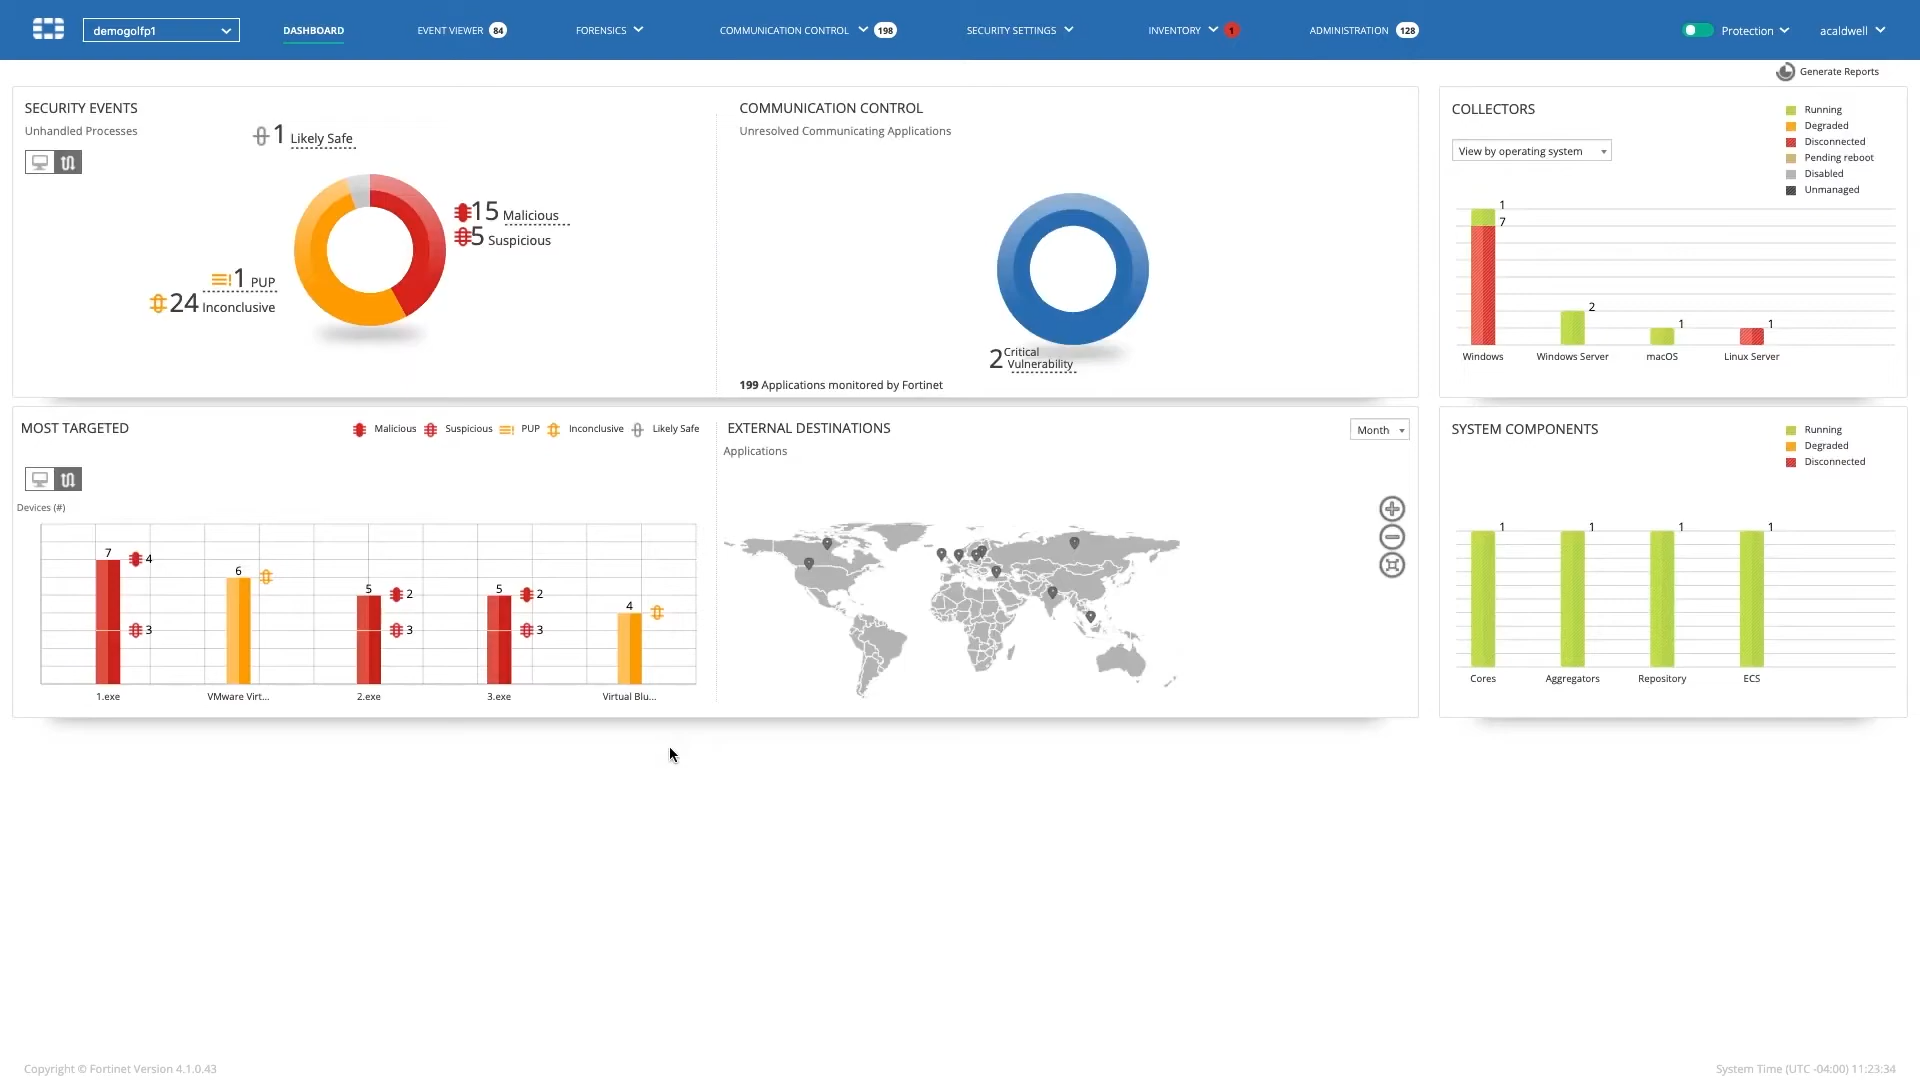 demogolfp1
DASHBOARD
EVENT VIEWER 84
FORENSICS
COMMUNICATION CONTROL 198
SECURITY SETTINGS
INVENTORY 1
ADMINISTRATION 128
Protection
acaldwell
Generate Reports
SECURITY EVENTS
Unhandled Processes
1 Likely Safe
15 Malicious
5 Suspicious
1 PUP
24 Inconclusive
COMMUNICATION CONTROL
Unresolved Communicating Applications
2 Critical
Vulnerability
199 Applications monitored by Fortinet
COLLECTORS
View by operating system
Running
Degraded
Disconnected
Pending reboot
Disabled
Unmanaged
1
7
2
1
1
Windows
Windows Server
macOS
Linux Server
MOST TARGETED
Malicious
Suspicious
PUP
Inconclusive
Likely Safe
Devices (#)
7
4
3
6
5
2
3
5
2
3
4
1.exe
VMware Virt...
2.exe
3.exe
Virtual Blu...
EXTERNAL DESTINATIONS
Applications
Month
SYSTEM COMPONENTS
Running
Degraded
Disconnected
1
1
1
1
Cores
Aggregators
Repository
ECS
Copyright © Fortinet Version 4.1.0.43
System Time (UTC -04:00) 11:23:34